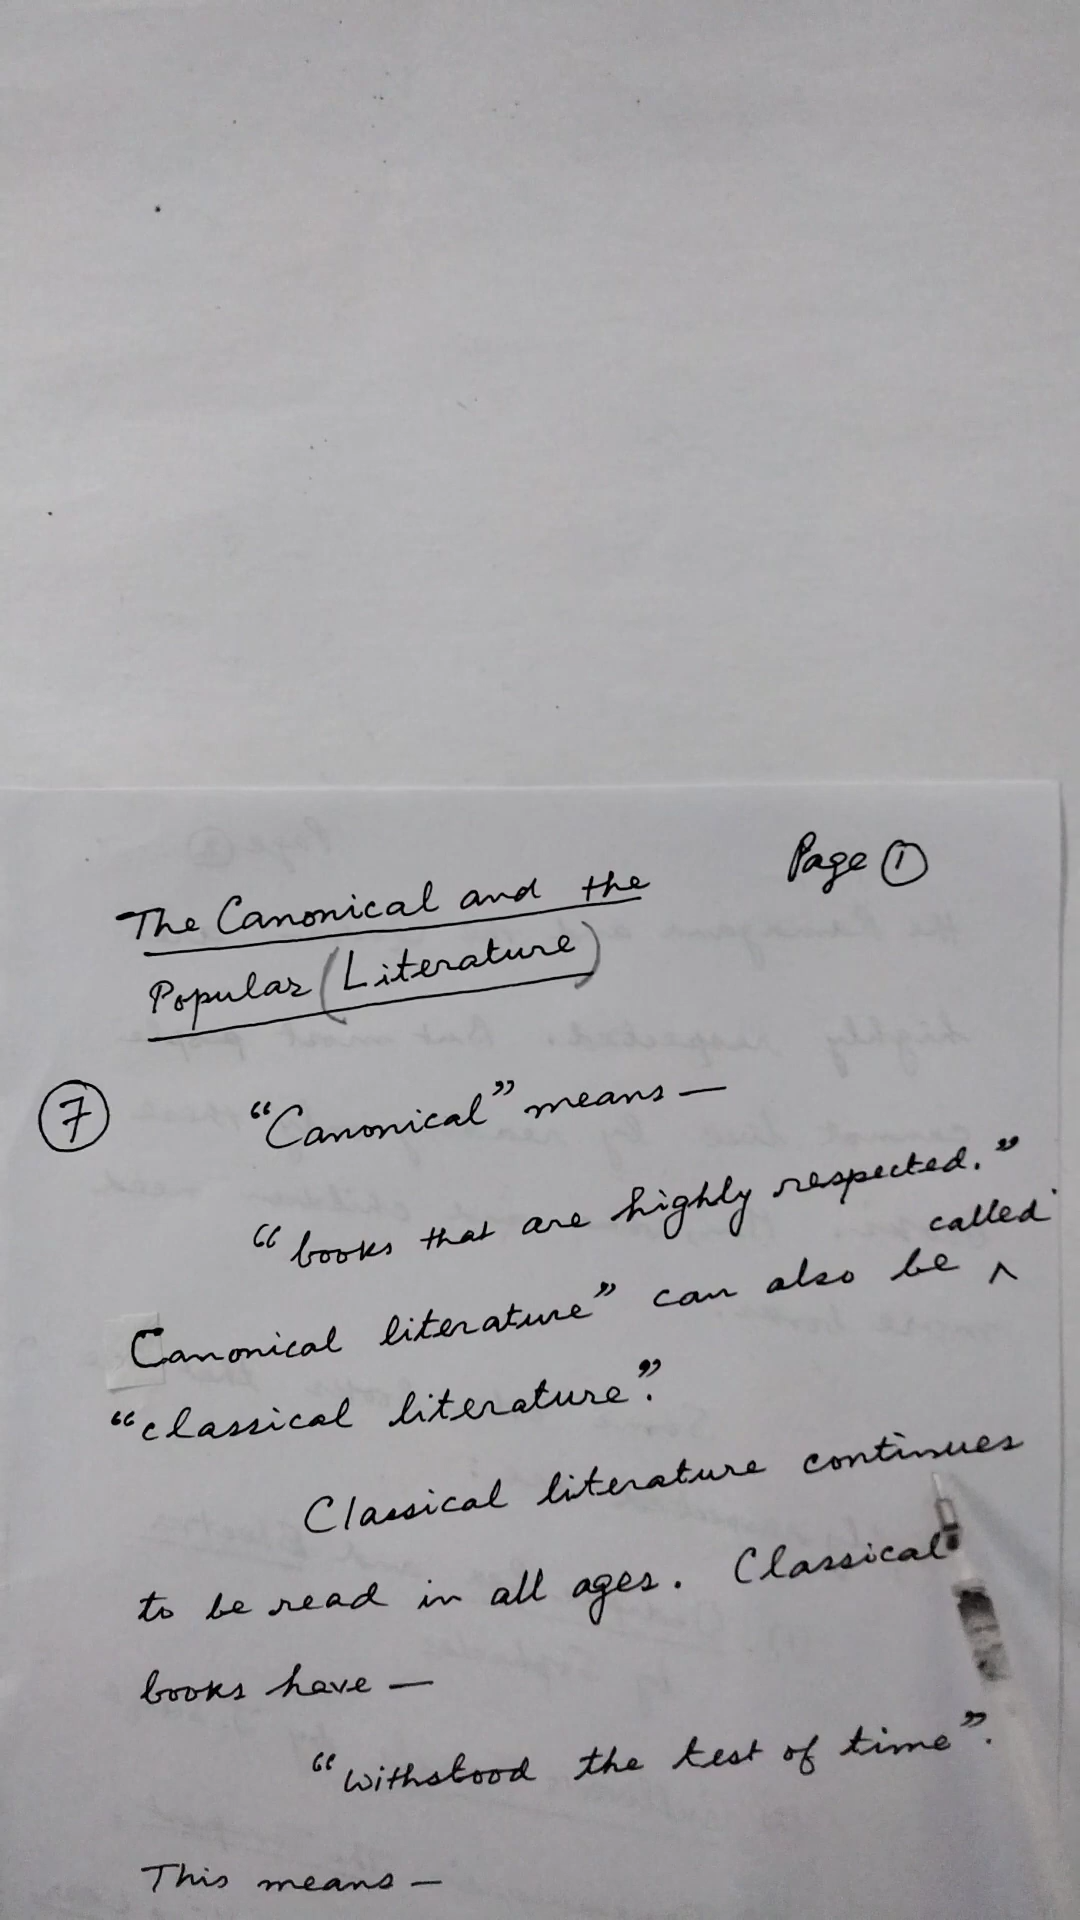 Page ①
The Canonical and the
Popular (Literature)
⑦ "Canonical" means —
"books that are highly respected."
Canonical literature" can also be ^ called
"classical literature".
Classical literature continues
to be read in all ages. Classical
books have —
"withstood the test of time".
This means —